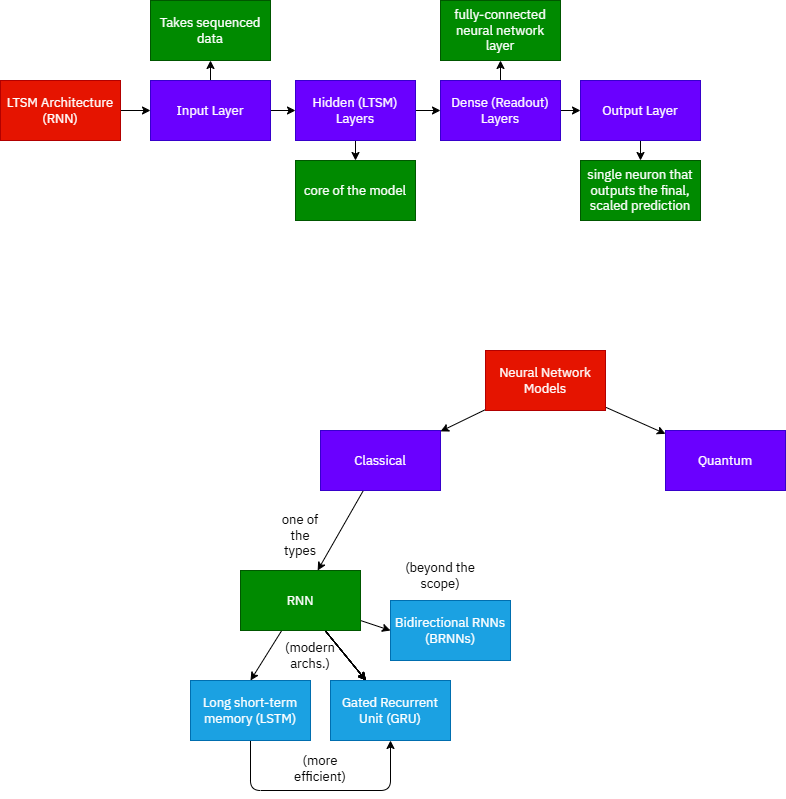 Takes sequenced
data
fully-connected
neural network
layer
LTSM Architecture
(RNN)
Input Layer
Hidden (LTSM)
Layers
Dense (Readout)
Layers
Output Layer
core of the model
single neuron that
outputs the final,
scaled prediction
Neural Network
Models
Classical
Quantum
one of
the
types
(beyond the
scope)
RNN
Bidirectional RNNs
(BRNNs)
(modern
archs.)
Long short-term
memory (LSTM)
Gated Recurrent
Unit (GRU)
(more
efficient)